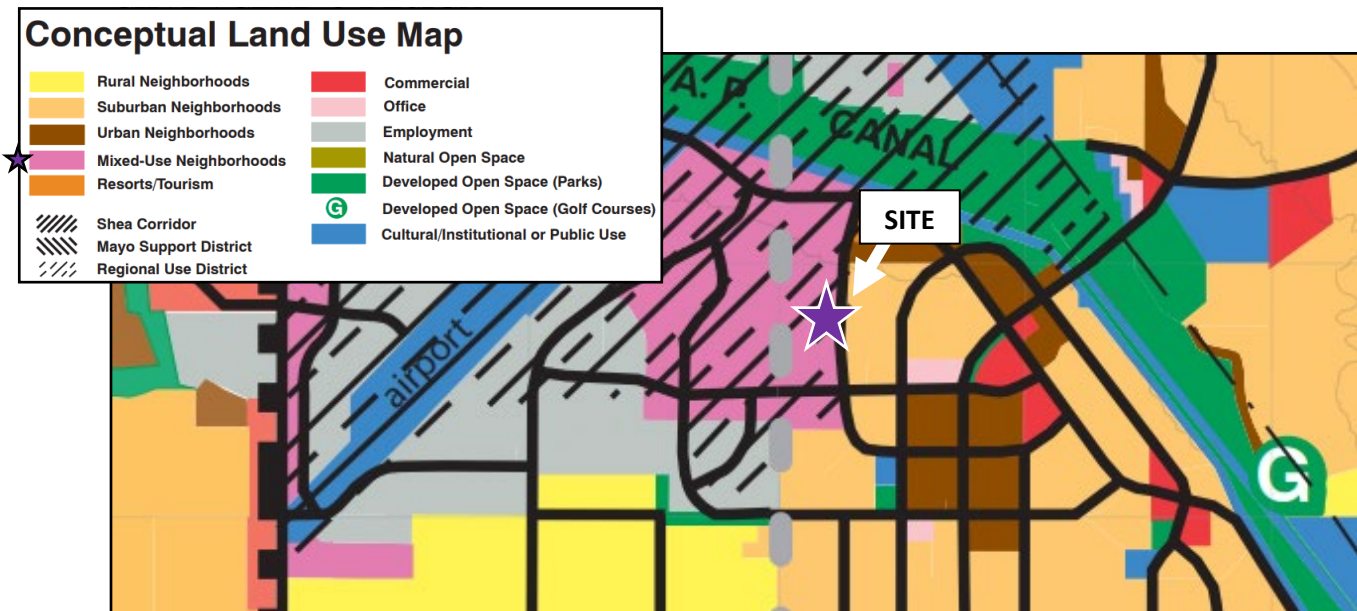 Conceptual Land Use Map
Rural Neighborhoods
Suburban Neighborhoods
Urban Neighborhoods
Mixed-Use Neighborhoods
Resorts/Tourism
Shea Corridor
Mayo Support District
Regional Use District
Commercial
Office
Employment
Natural Open Space
Developed Open Space (Parks)
G
Developed Open Space (Golf Courses)
Cultural/Institutional or Public Use
A. P.
CANAL
SITE
airport
G